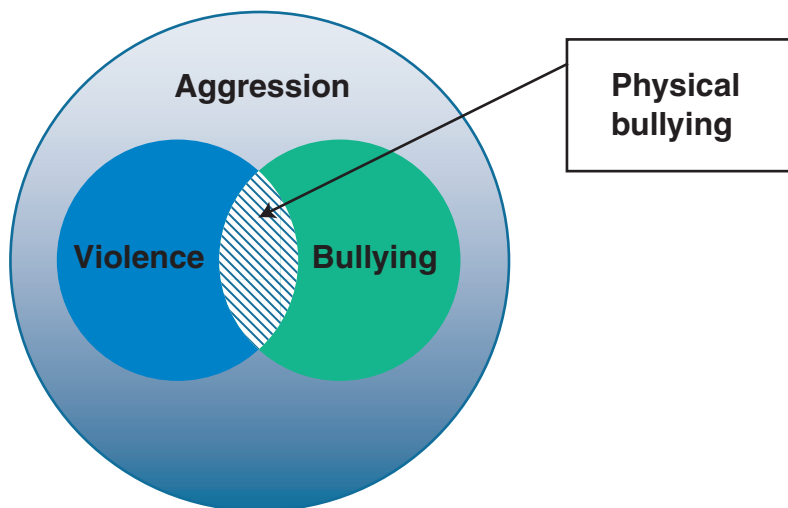 Aggression
Physical
bullying
Violence
Bullying